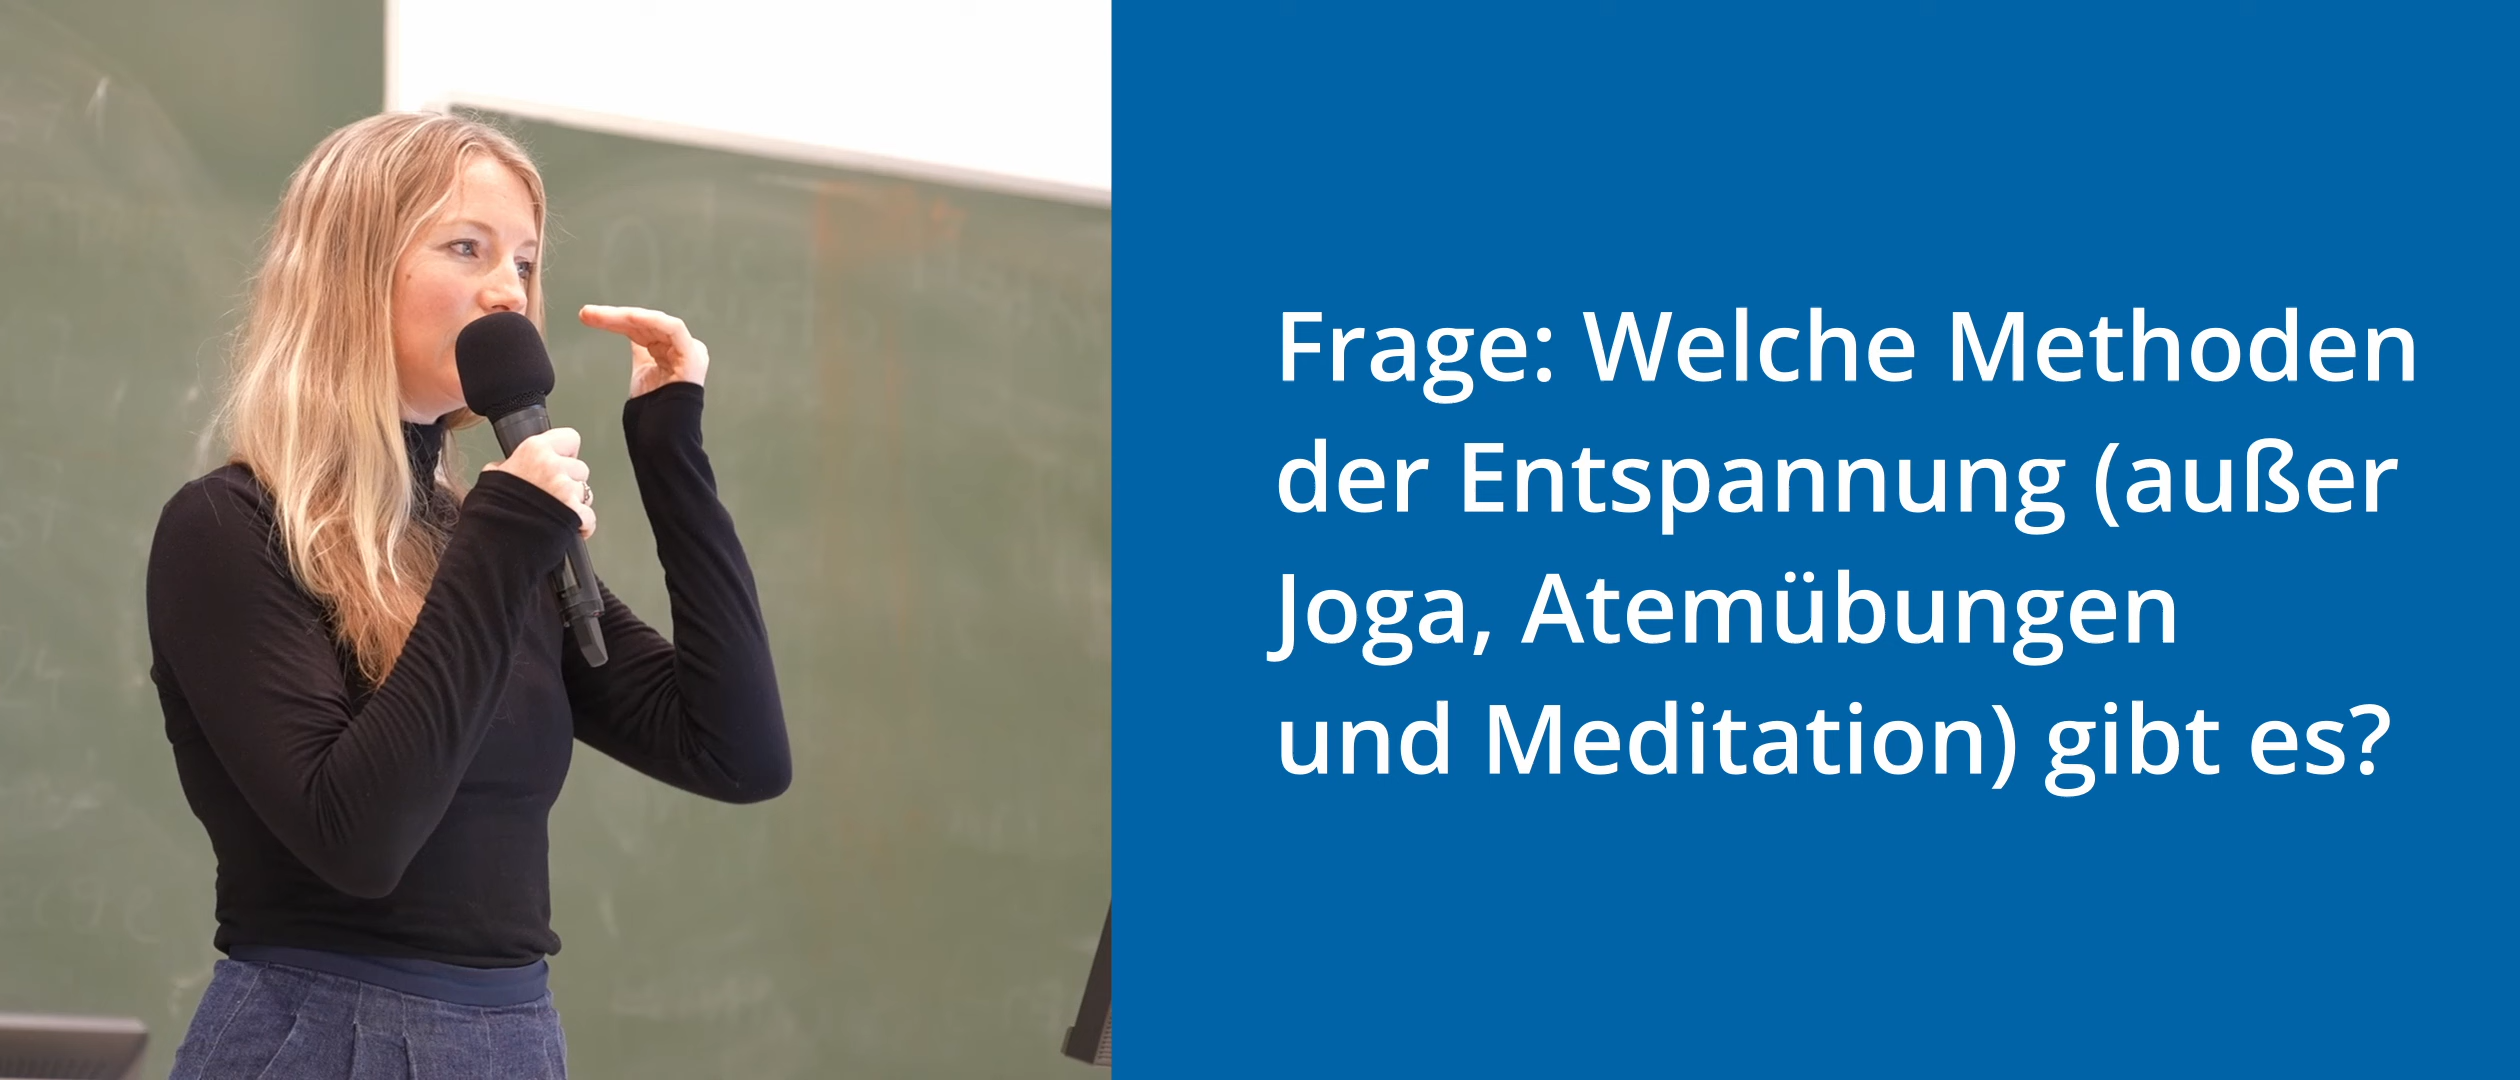 Frage: Welche Methoden
der Entspannung (außer
Joga, Atemübungen
und Meditation) gibt es?